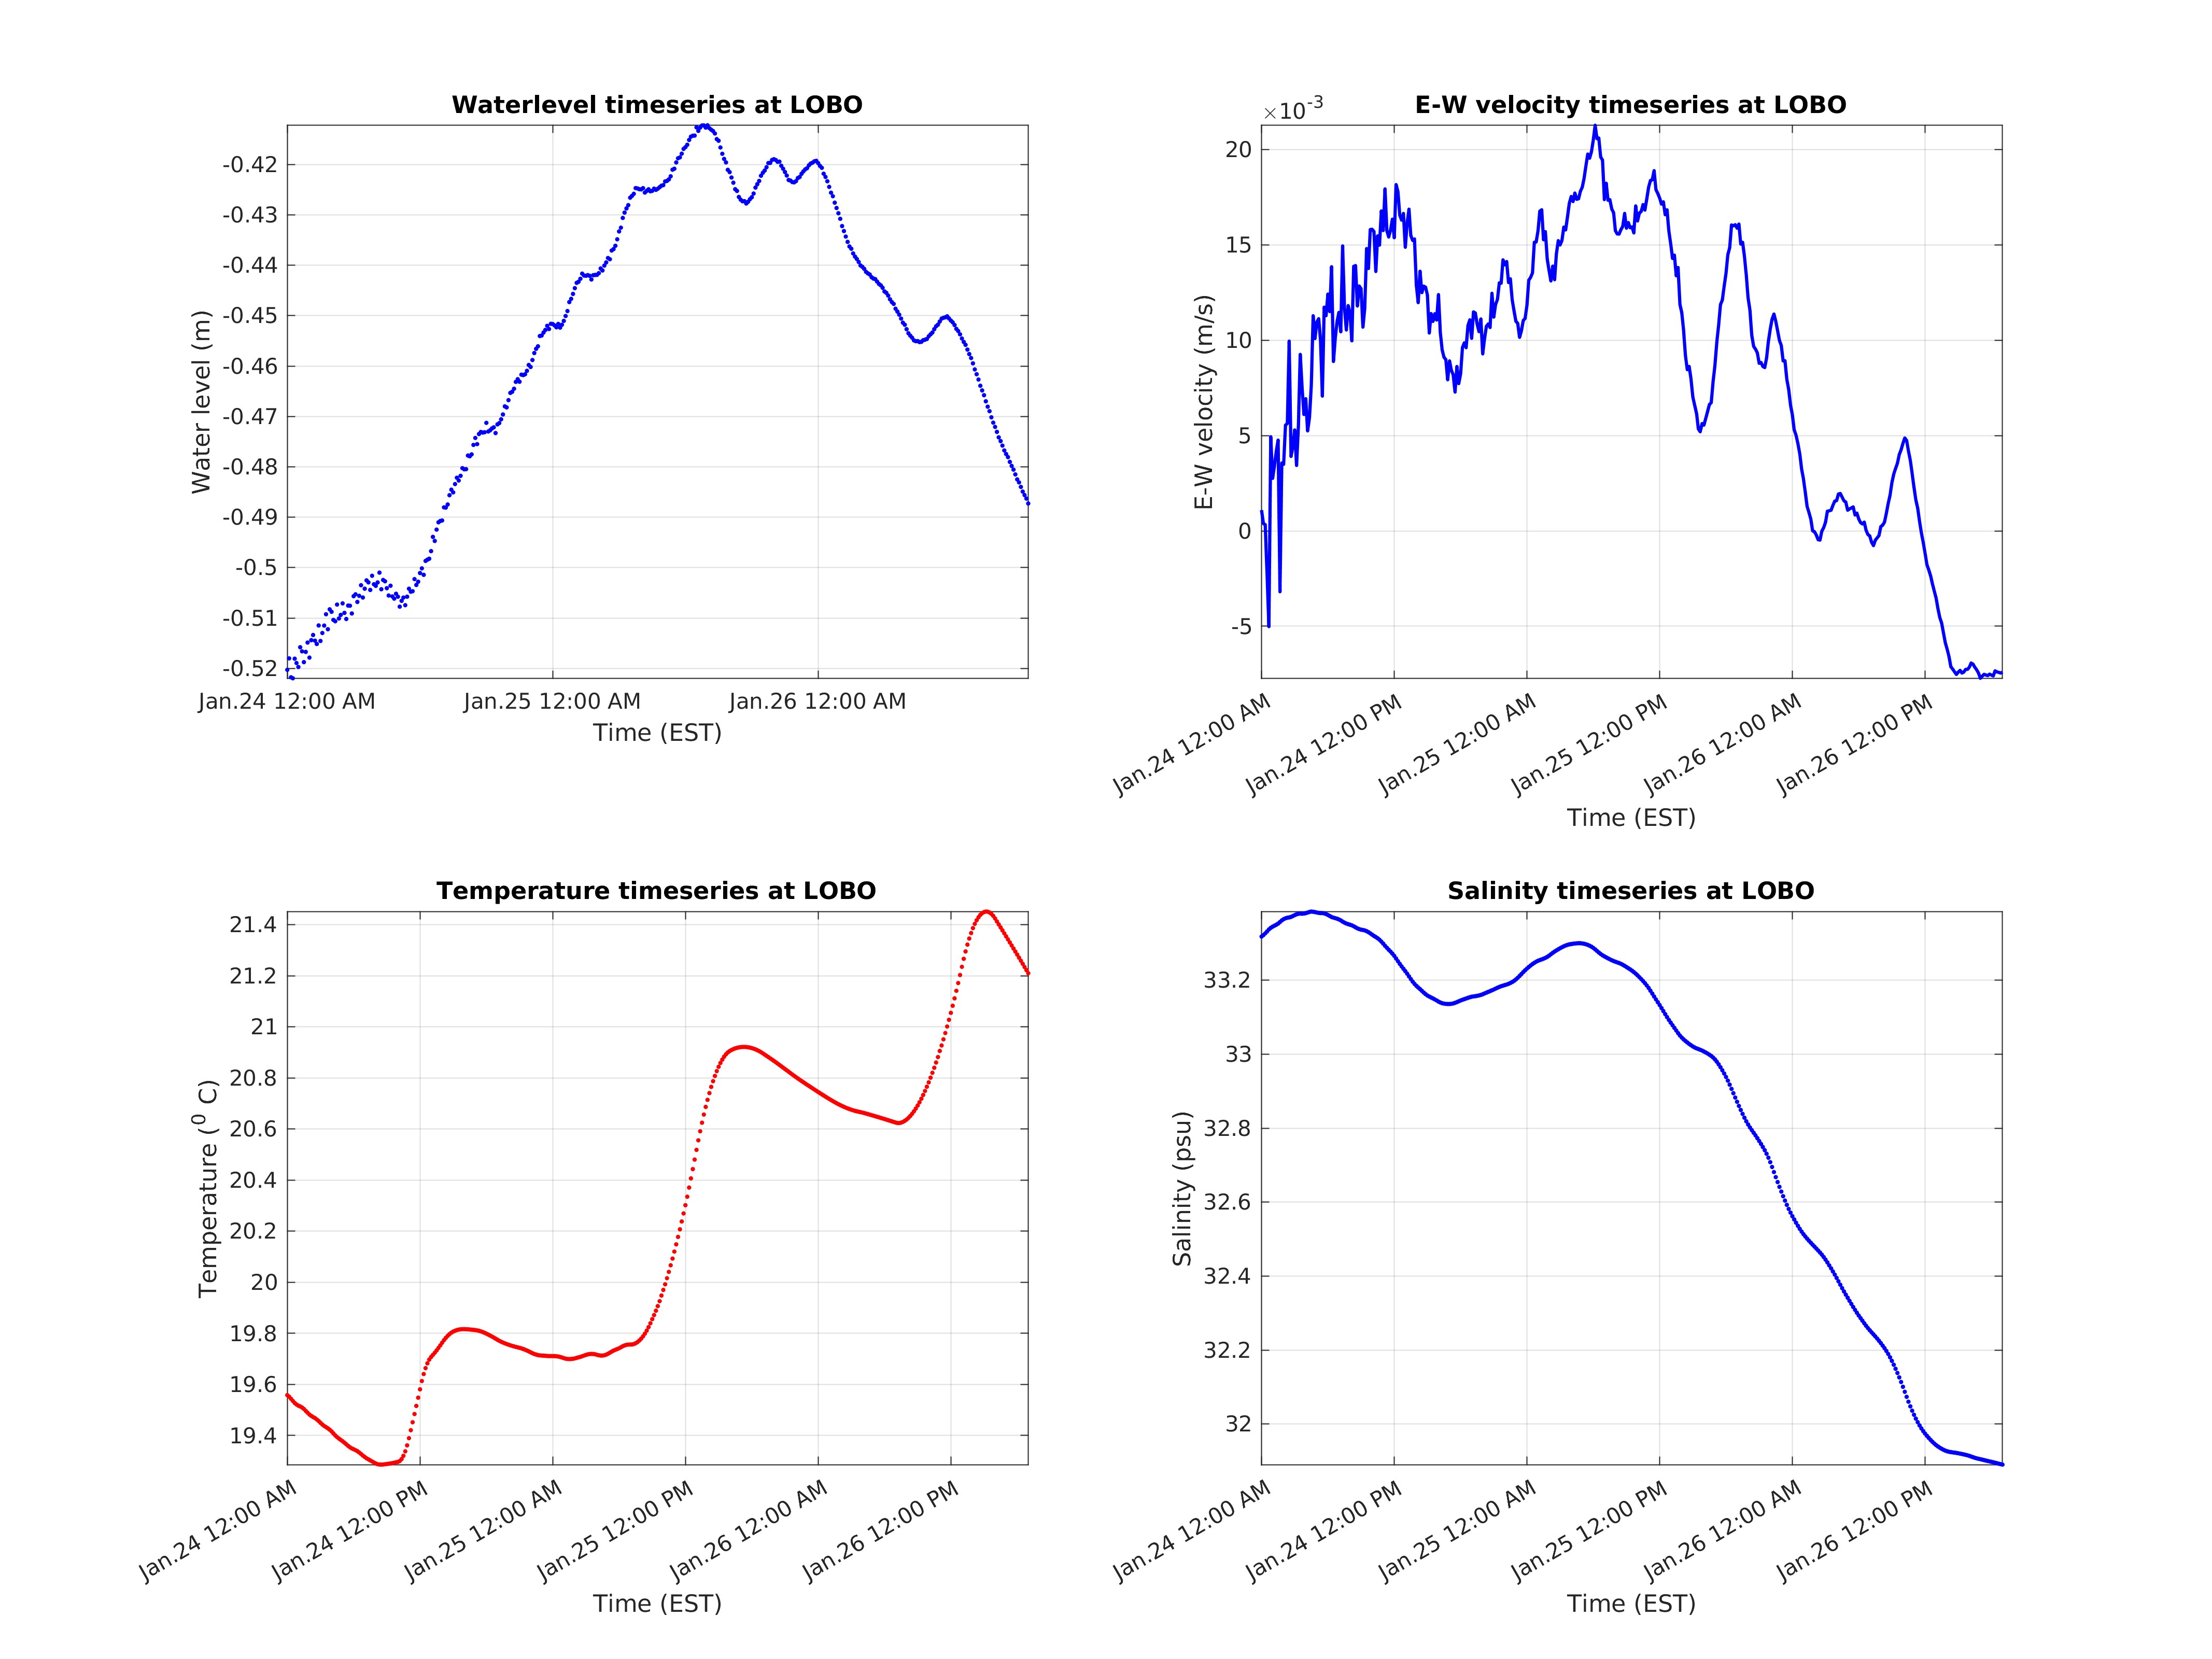 Waterlevel timeseries at LOBO
Water level (m)
-0.42
-0.43
-0.44
-0.45
-0.46
-0.47
-0.48
-0.49
-0.5
-0.51
-0.52
Jan.24 12:00 AM
Jan.25 12:00 AM
Jan.26 12:00 AM
Time (EST)
×10-3
E-W velocity timeseries at LOBO
E-W velocity (m/s)
20
15
10
5
0
-5
Jan.24 12:00 AM
Jan.24 12:00 PM
Jan.25 12:00 AM
Jan.25 12:00 PM
Jan.26 12:00 AM
Jan.26 12:00 PM
Time (EST)
Temperature timeseries at LOBO
Temperature (0 C)
21.4
21.2
21
20.8
20.6
20.4
20.2
20
19.8
19.6
19.4
Jan.24 12:00 AM
Jan.24 12:00 PM
Jan.25 12:00 AM
Jan.25 12:00 PM
Jan.26 12:00 AM
Jan.26 12:00 PM
Time (EST)
Salinity timeseries at LOBO
Salinity (psu)
33.2
33
32.8
32.6
32.4
32.2
32
Jan.24 12:00 AM
Jan.24 12:00 PM
Jan.25 12:00 AM
Jan.25 12:00 PM
Jan.26 12:00 AM
Jan.26 12:00 PM
Time (EST)